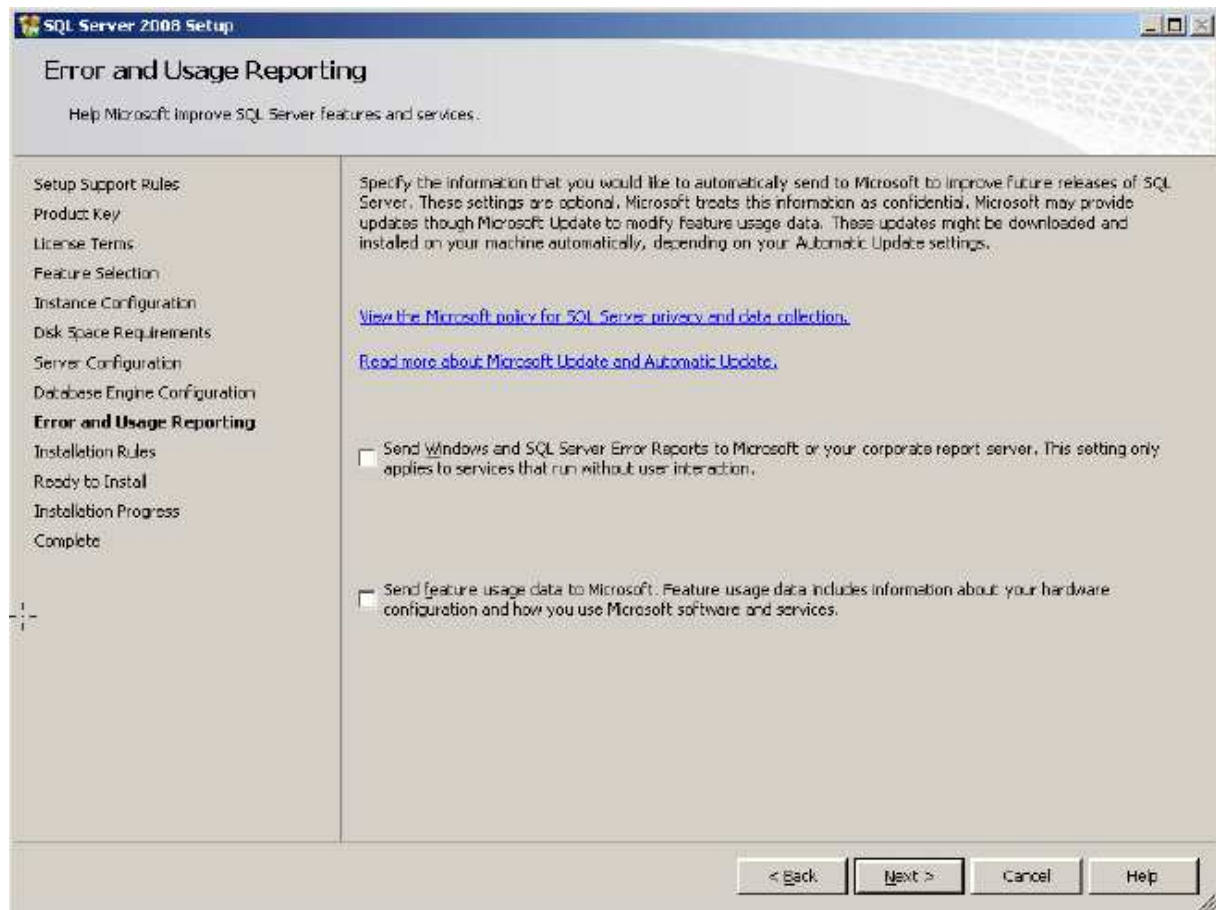 SQL Server 2008 Setup
Error and Usage Reporting
Help Microsoft improve SQL Server features and services.
Setup Support Rules
Product Key
License Terms
Feature Selection
Instance Configuration
Disk Space Requirements
Server Configuration
Database Engine Configuration
Error and Usage Reporting
Installation Rules
Ready to Install
Installation Progress
Complete
Specify the information that you would like to automatically send to Microsoft to improve future releases of SQL
Server. These settings are optional. Microsoft treats this information as confidential. Microsoft may provide
updates though Microsoft Update to modify feature usage data. These updates might be downloaded and
installed on your machine automatically, depending on your Automatic Update settings.
View the Microsoft policy for SQL Server privacy and data collection.
Read more about Microsoft Update and Automatic Update.
Send Windows and SQL Server Error Reports to Microsoft or your corporate report server. This setting only
applies to services that run without user interaction.
Send feature usage data to Microsoft. Feature usage data includes information about your hardware
configuration and how you use Microsoft software and services.
< Back
Next >
Cancel
Help